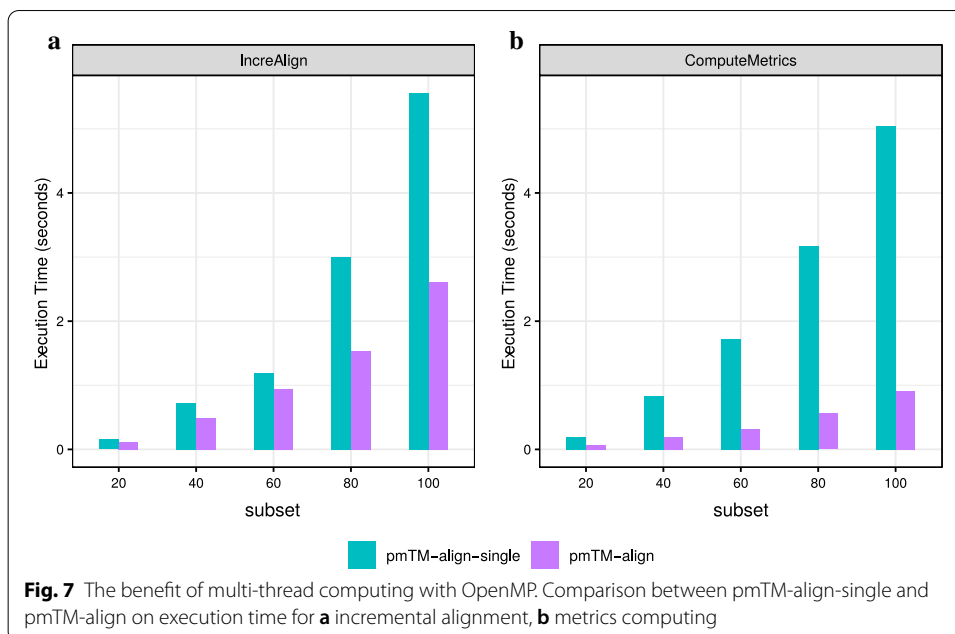 a
IncreAlign
Execution Time (seconds)
4
2
0
20 40 60 80 100
subset
b
ComputeMetrics
Execution Time (seconds)
4
2
0
20 40 60 80 100
subset
pmTM-align-single pmTM-align
Fig. 7 The benefit of multi-thread computing with OpenMP. Comparison between pmTM-align-single and
pmTM-align on execution time for a incremental alignment, b metrics computing